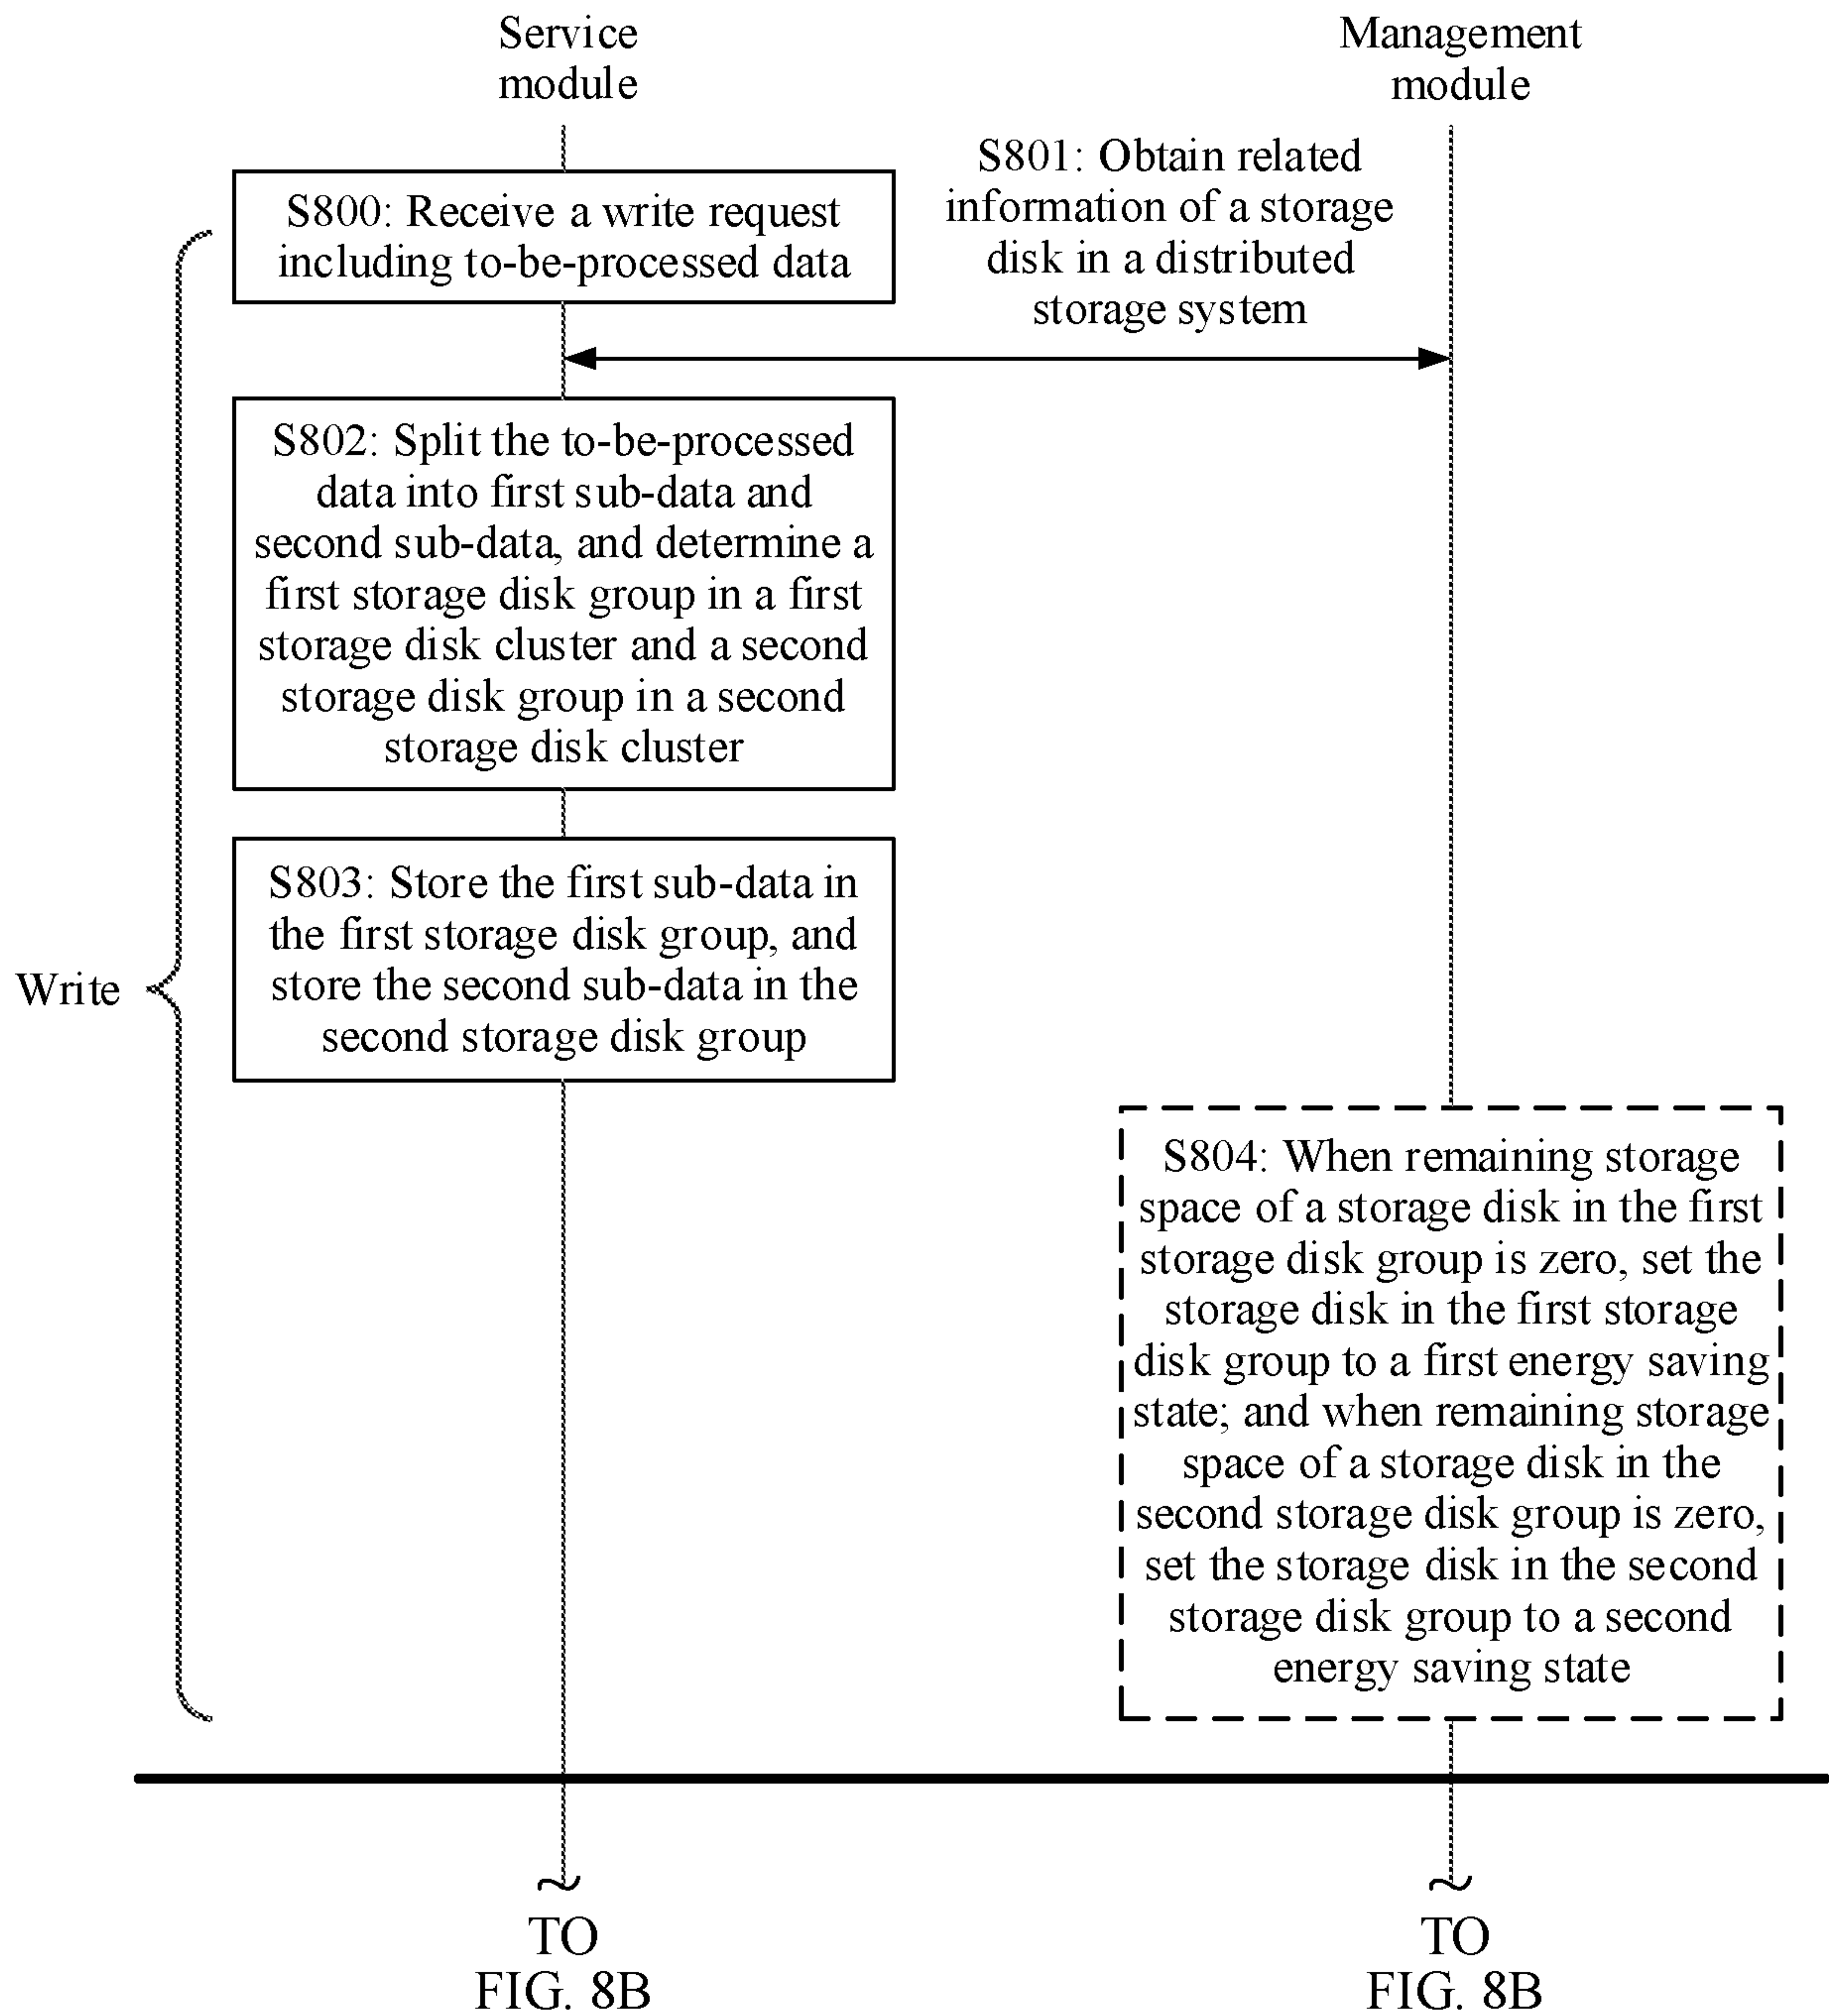 Service
module
Management
module
S800: Receive a write request
including to-be-processed data
S801: Obtain related
information of a storage
disk in a distributed
storage system
S802: Split the to-be-processed
data into first sub-data and
second sub-data, and determine a
first storage disk group in a first
storage disk cluster and a second
storage disk group in a second
storage disk cluster
S803: Store the first sub-data in
the first storage disk group, and
store the second sub-data in the
second storage disk group
Write
S804: When remaining storage
space of a storage disk in the first
storage disk group is zero, set the
storage disk in the first storage
disk group to a first energy saving
state; and when remaining storage
space of a storage disk in the
second storage disk group is zero,
set the storage disk in the second
storage disk group to a second
energy saving state
TO
FIG. 8B
TO
FIG. 8B